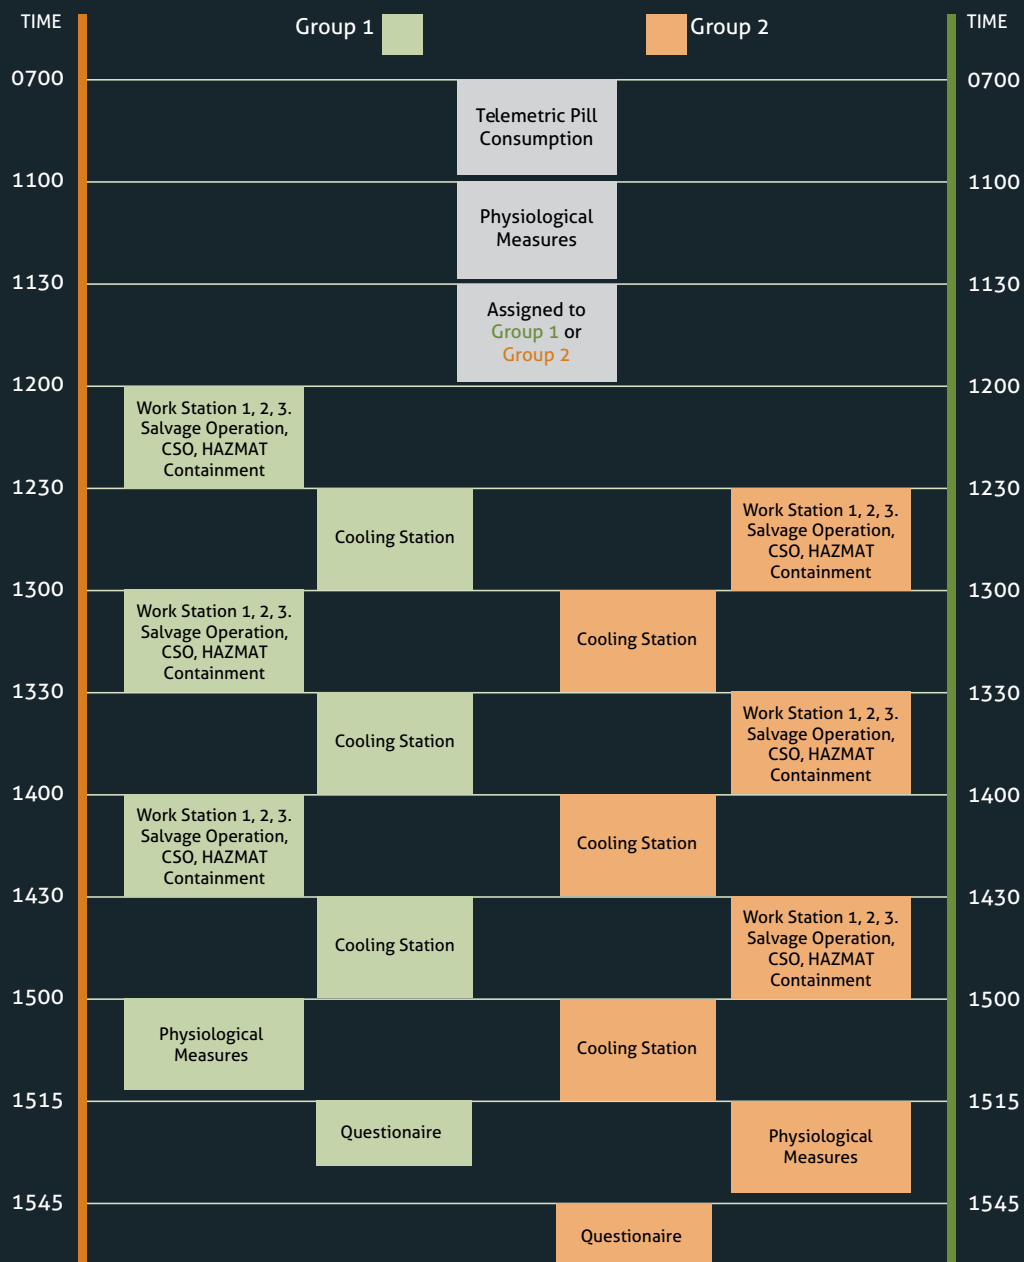 TIME
Group 1
Group 2
TIME
0700
0700
Telemetric Pill
Consumption
1100
1100
Physiological
Measures
1130
1130
Assigned to
Group 1 or
Group 2
1200
1200
Work Station 1, 2, 3.
Salvage Operation,
CSO, HAZMAT
Containment
1230
1230
Cooling Station
Work Station 1, 2, 3.
Salvage Operation,
CSO, HAZMAT
Containment
1300
1300
Work Station 1, 2, 3.
Salvage Operation,
CSO, HAZMAT
Containment
Cooling Station
1330
1330
Cooling Station
Work Station 1, 2, 3.
Salvage Operation,
CSO, HAZMAT
Containment
1400
1400
Work Station 1, 2, 3.
Salvage Operation,
CSO, HAZMAT
Containment
Cooling Station
1430
1430
Cooling Station
Work Station 1, 2, 3.
Salvage Operation,
CSO, HAZMAT
Containment
1500
1500
Physiological
Measures
Cooling Station
1515
1515
Questionaire
Physiological
Measures
1545
1545
Questionaire